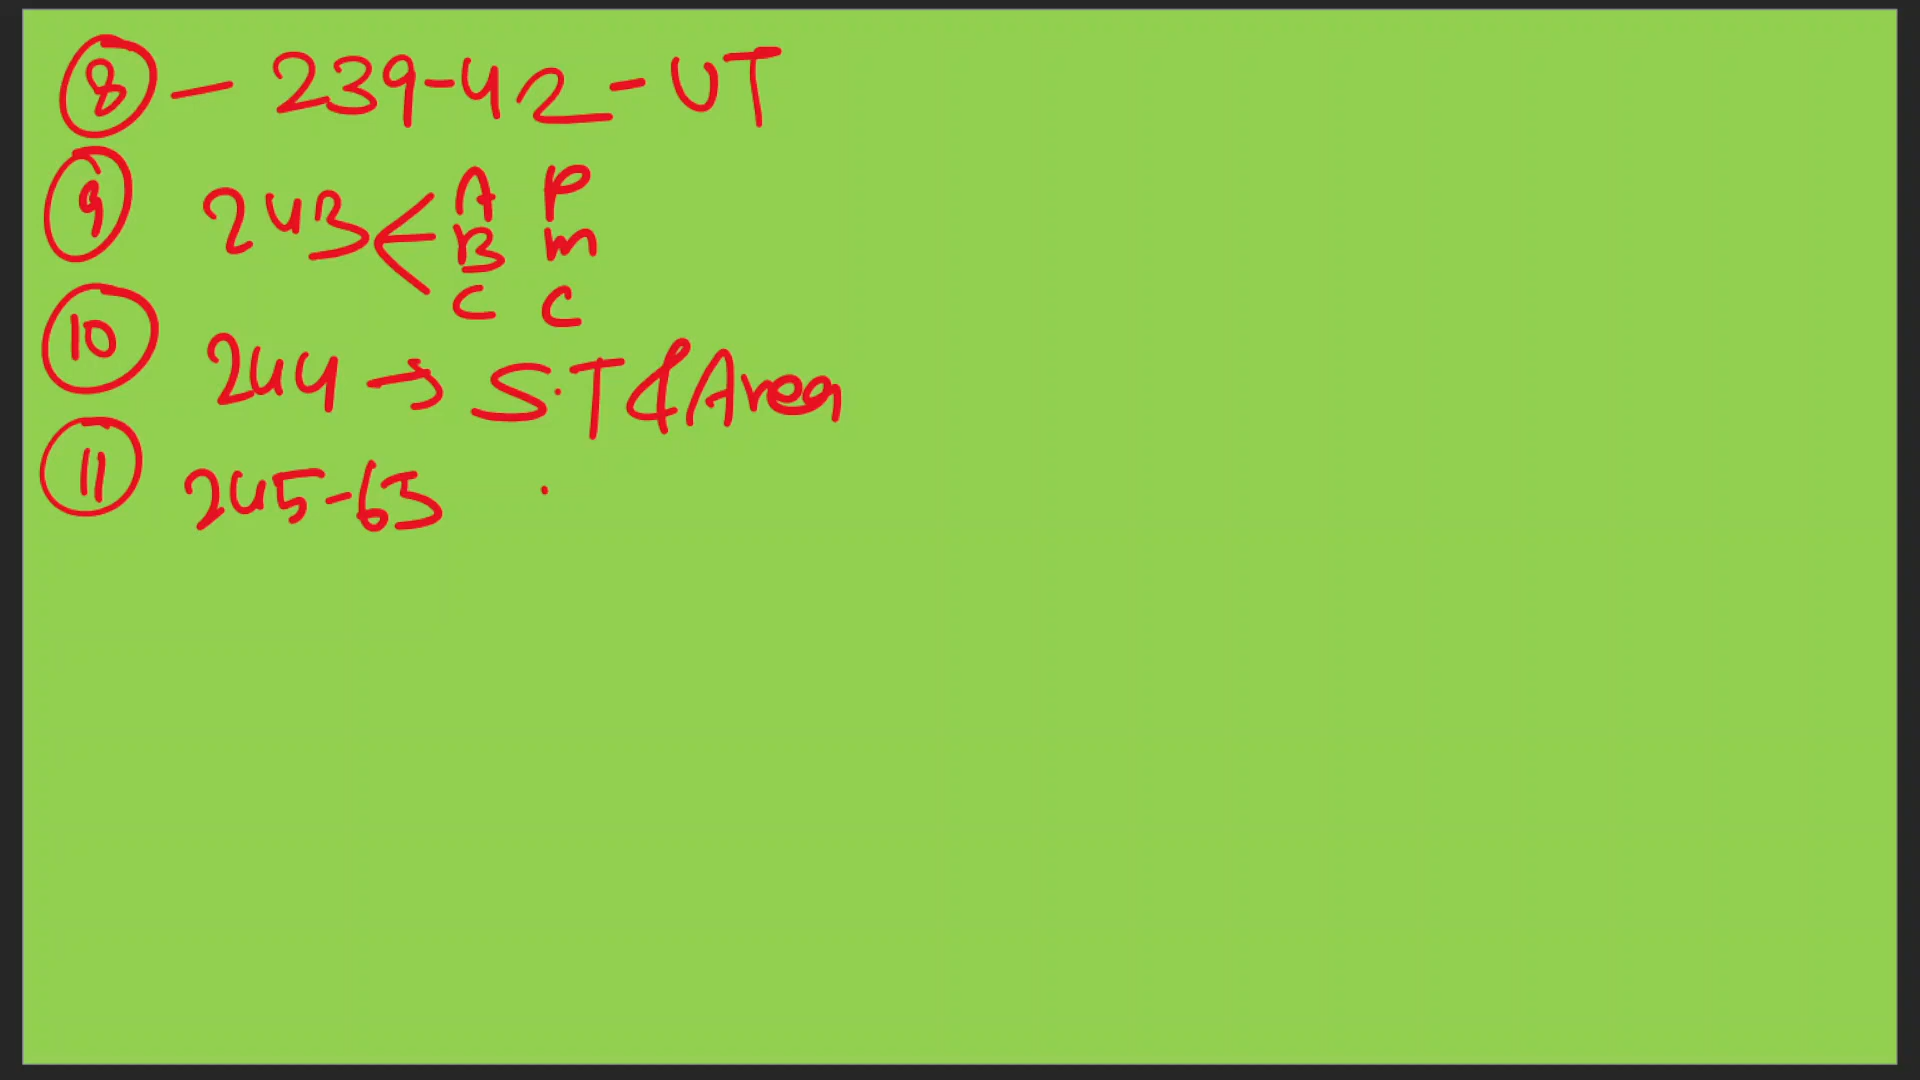 8 - 239-42 - UT
9 243 < A P
B M
C C
10 244 → S.T & Area
11 245-63